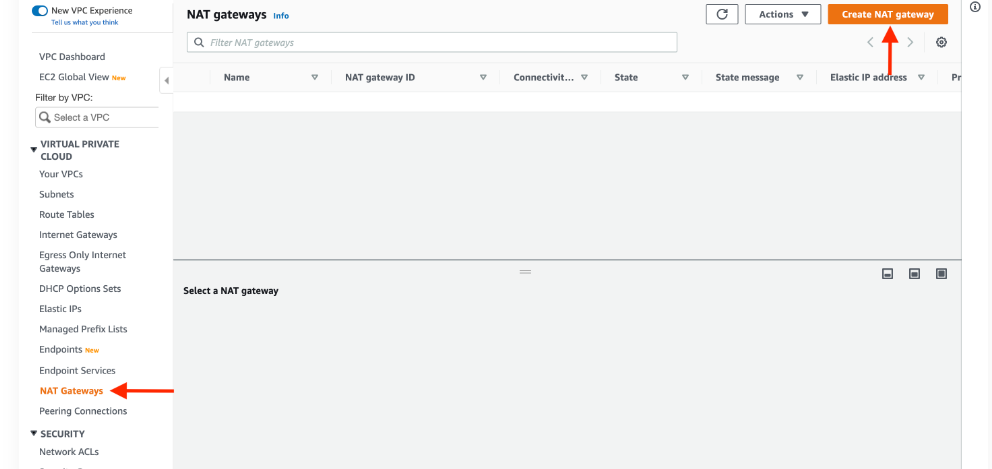 New VPC Experience
Tell us what you think
VPC Dashboard
EC2 Global View New
Filter by VPC:
Select a VPC
VIRTUAL PRIVATE
CLOUD
Your VPCs
Subnets
Route Tables
Internet Gateways
Egress Only Internet
Gateways
DHCP Options Sets
Elastic IPs
Managed Prefix Lists
Endpoints New
Endpoint Services
NAT Gateways
Peering Connections
SECURITY
Network ACLs
NAT gateways Info
Actions
Create NAT gateway
Filter NAT gateways
Name NAT gateway ID Connectivit... State State message Elastic IP address Pr
Select a NAT gateway